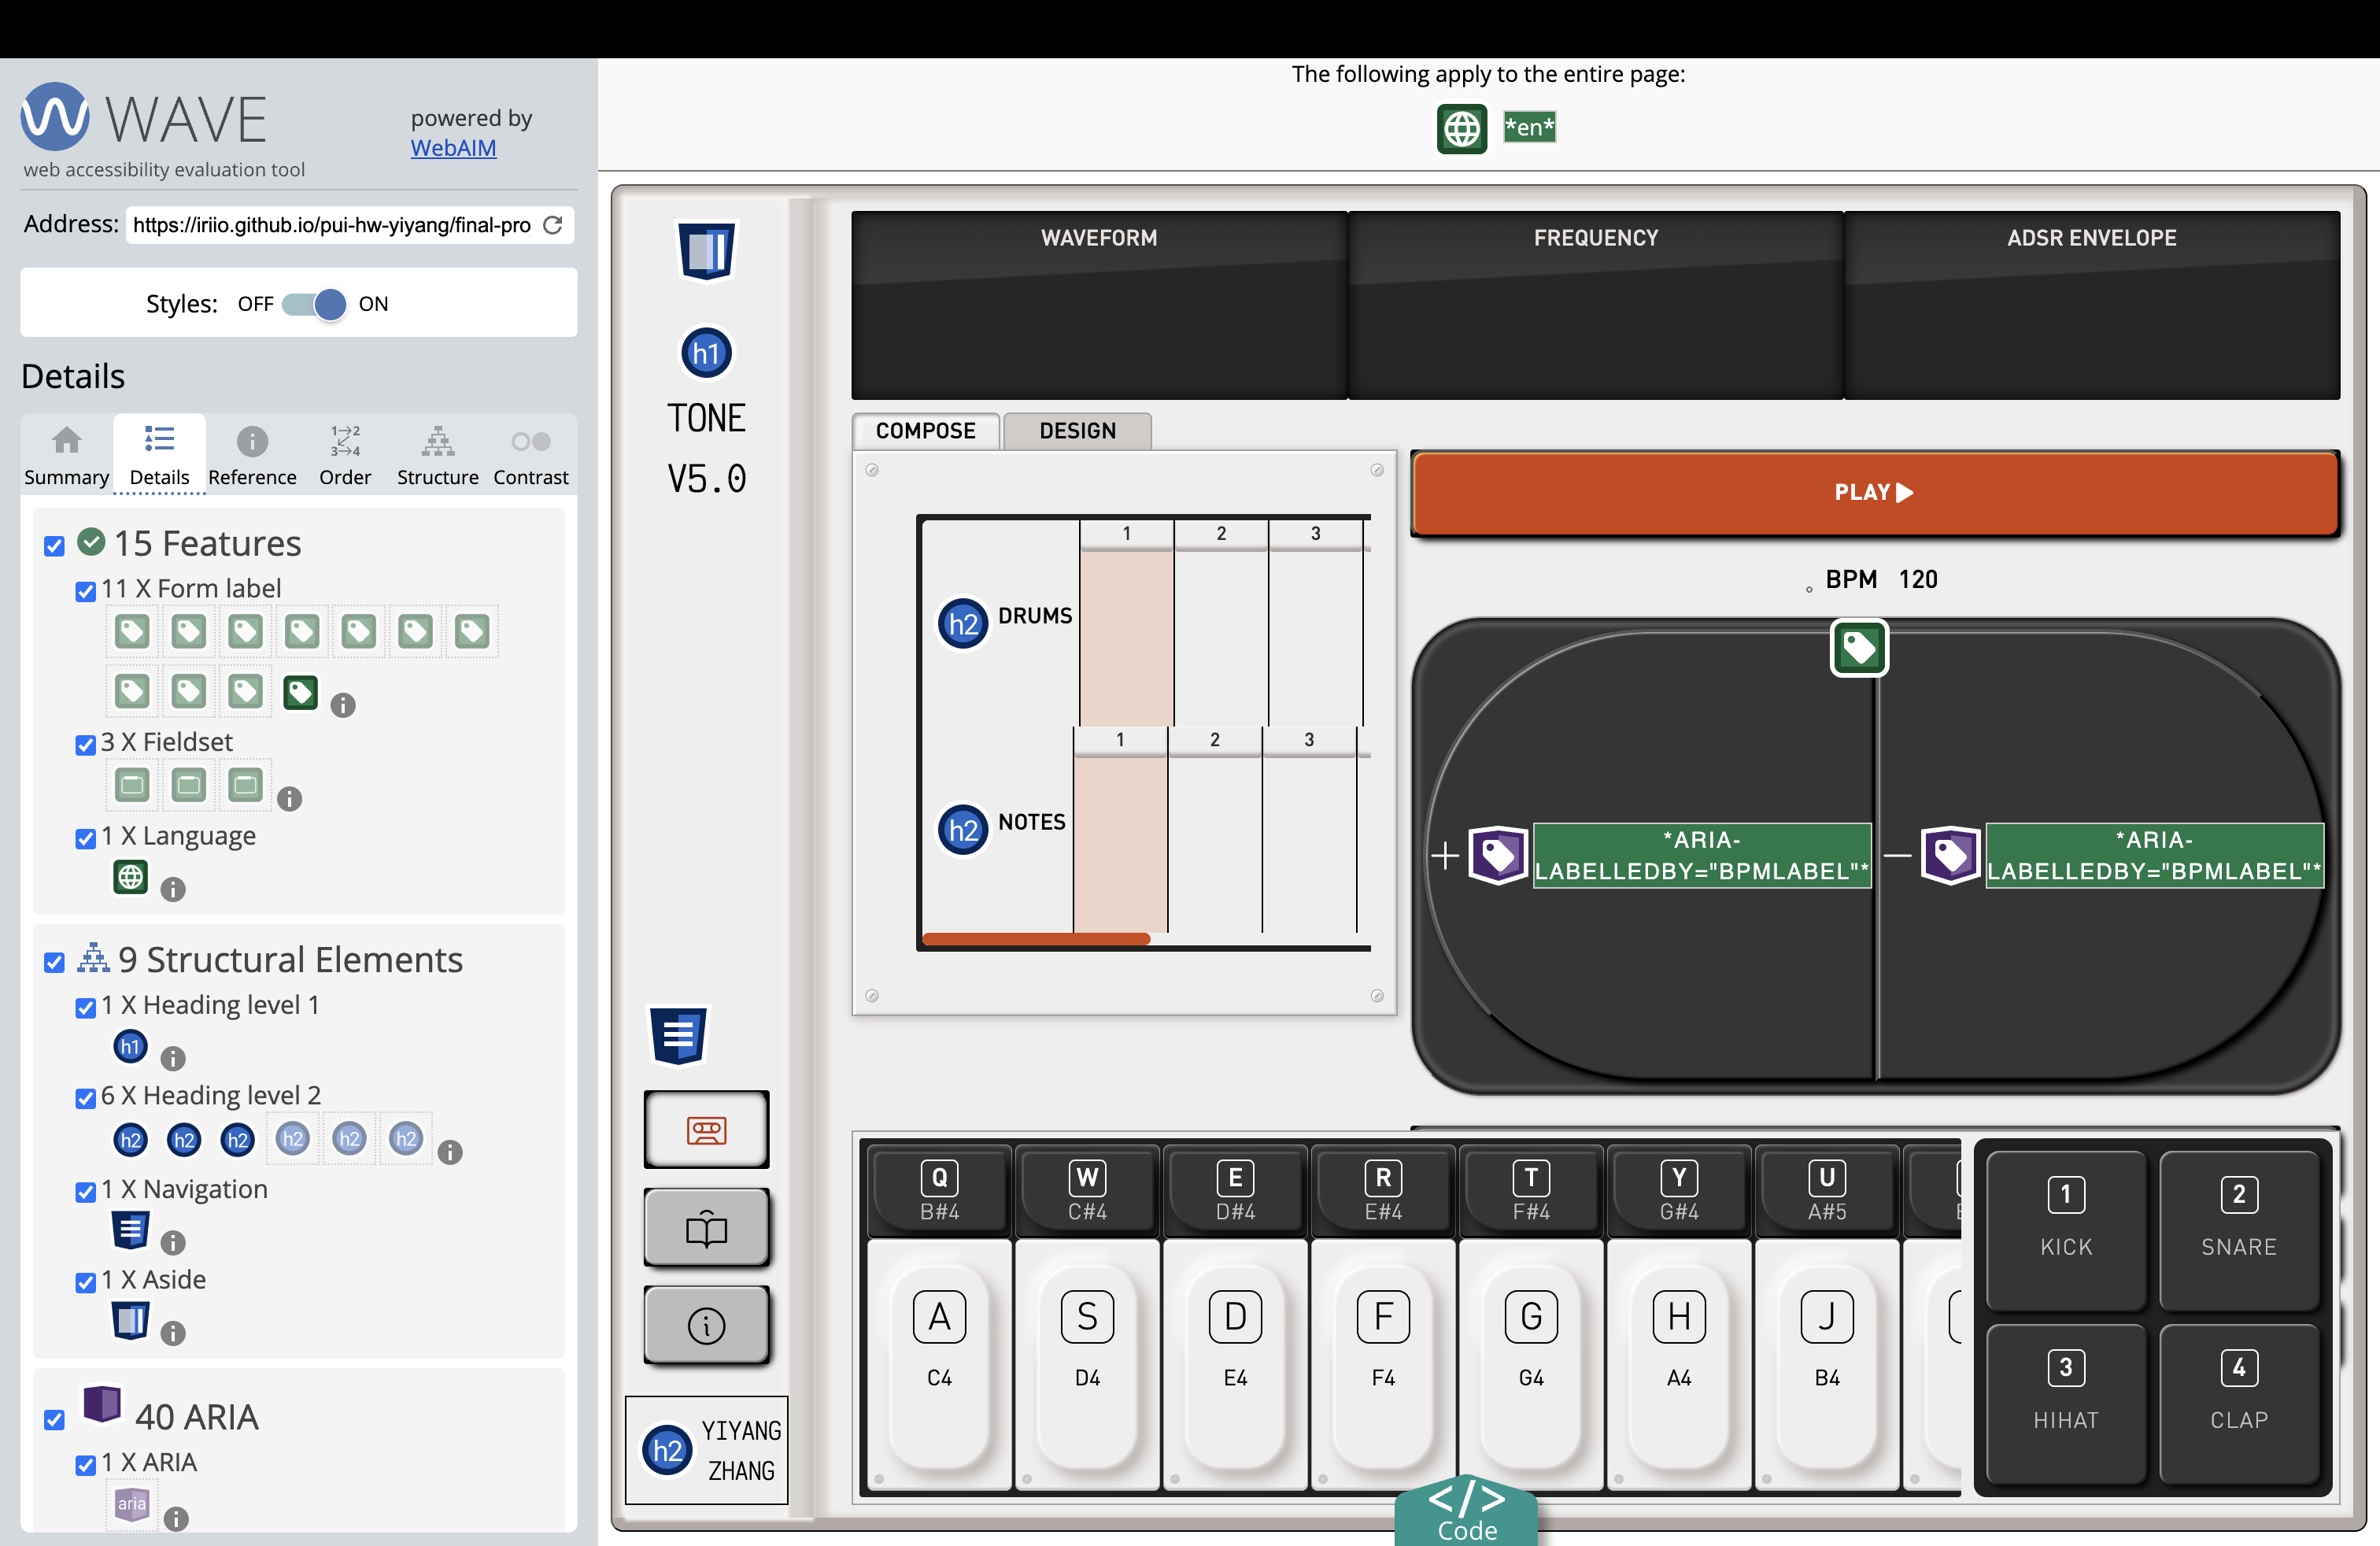 WAVE
web accessibility evaluation tool
powered by
WebAIM
Address: https://iriio.github.io/pui-hw-yiyang/final-pro
Styles: OFF ON
Details
Summary Details Reference Order Structure Contrast
15 Features
11 X Form label
3 X Fieldset
1 X Language
9 Structural Elements
1 X Heading level 1
h1
6 X Heading level 2
h2 h2 h2 h2 h2 h2
1 X Navigation
1 X Aside
40 ARIA
1 X ARIA
aria
The following apply to the entire page:
*en*
h1
TONE
V5.0
h2 YIYANG
ZHANG
WAVEFORM FREQUENCY ADSR ENVELOPE
COMPOSE DESIGN
1 2 3
h2 DRUMS
1 2 3
h2 NOTES
PLAY
BPM 120
*ARIA-
LABELLEDBY="BPMLABEL"*
*ARIA-
LABELLEDBY="BPMLABEL"*
Q W E R T Y U
B#4 C#4 D#4 E#4 F#4 G#4 A#5
A S D F G H J
C4 D4 E4 F4 G4 A4 B4
1 2
KICK SNARE
3 4
HIHAT CLAP
</>
Code